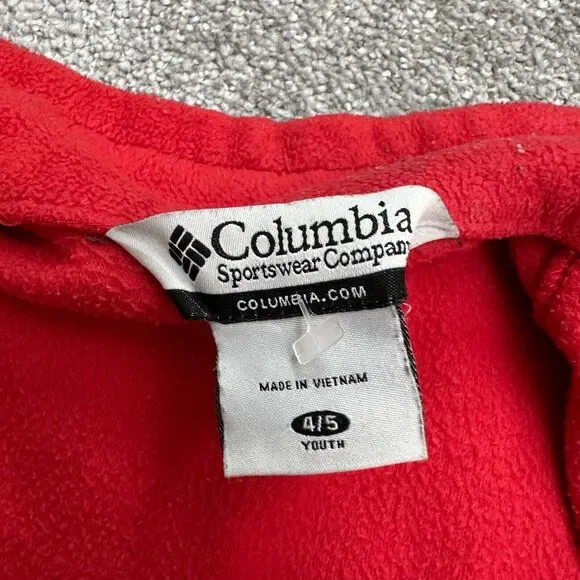 Columbia
Sportswear Company
COLUMBIA.COM
MADE IN VIETNAM
4/5
YOUTH